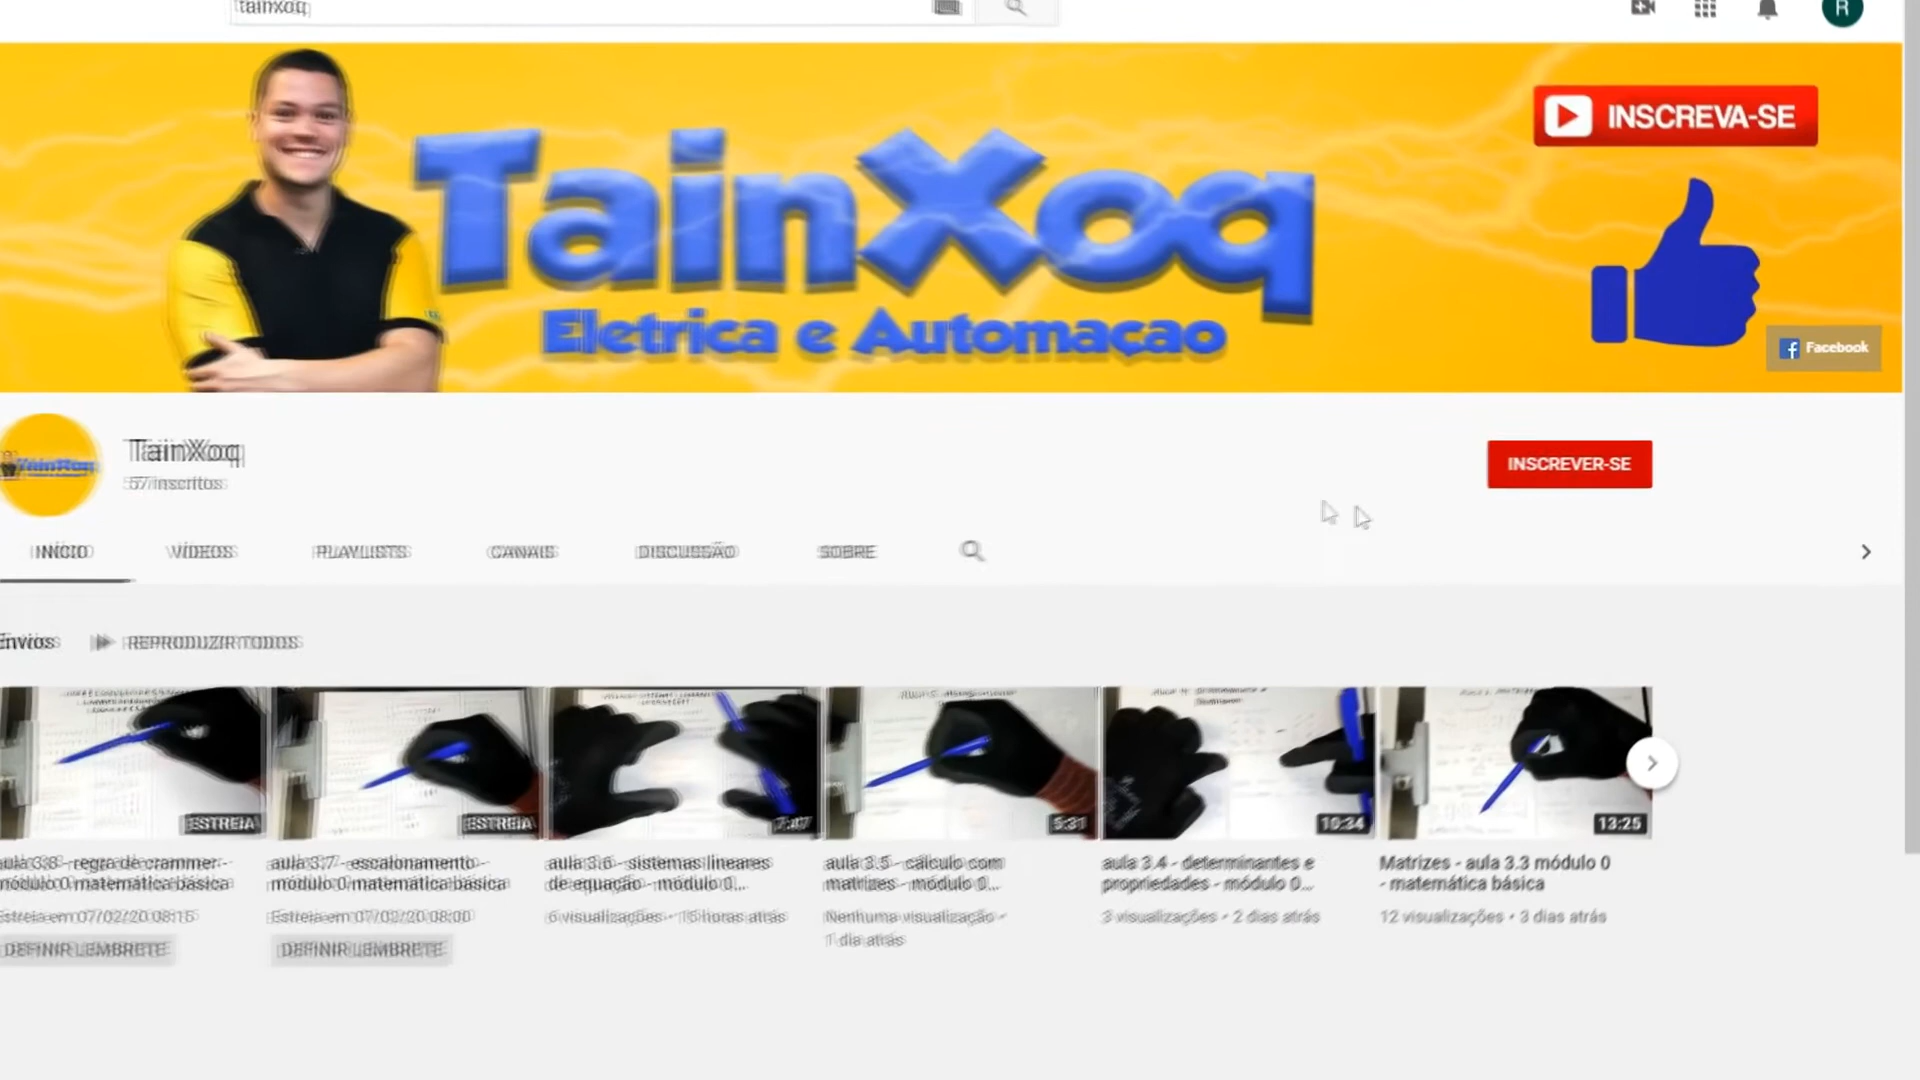 tainxoq
R
INSCREVA-SE
TainXoq
Eletrica e Automaçao
Facebook
TainXoq
57 inscritos
INSCREVER-SE
INÍCIO VÍDEOS PLAYLISTS CANAIS DISCUSSÃO SOBRE
Envios REPRODUZIR TODOS
ESTREIA ESTREIA 7:47 5:31 10:34 13:25
aula 3.8 - regra de crammer -
módulo 0 matemática básica
Estreia em 07/02/20 08:15
DEFINIR LEMBRETE
aula 3.7 - escalonamento -
módulo 0 matemática básica
Estreia em 07/02/20 08:00
DEFINIR LEMBRETE
aula 3.6 - sistemas lineares
de equação - módulo 0...
6 visualizações • 15 horas atrás
aula 3.5 - cálculo com
matrizes - módulo 0...
Nenhuma visualização •
1 dia atrás
aula 3.4 - determinantes e
propriedades - módulo 0...
3 visualizações • 2 dias atrás
Matrizes - aula 3.3 módulo 0
- matemática básica
12 visualizações • 3 dias atrás